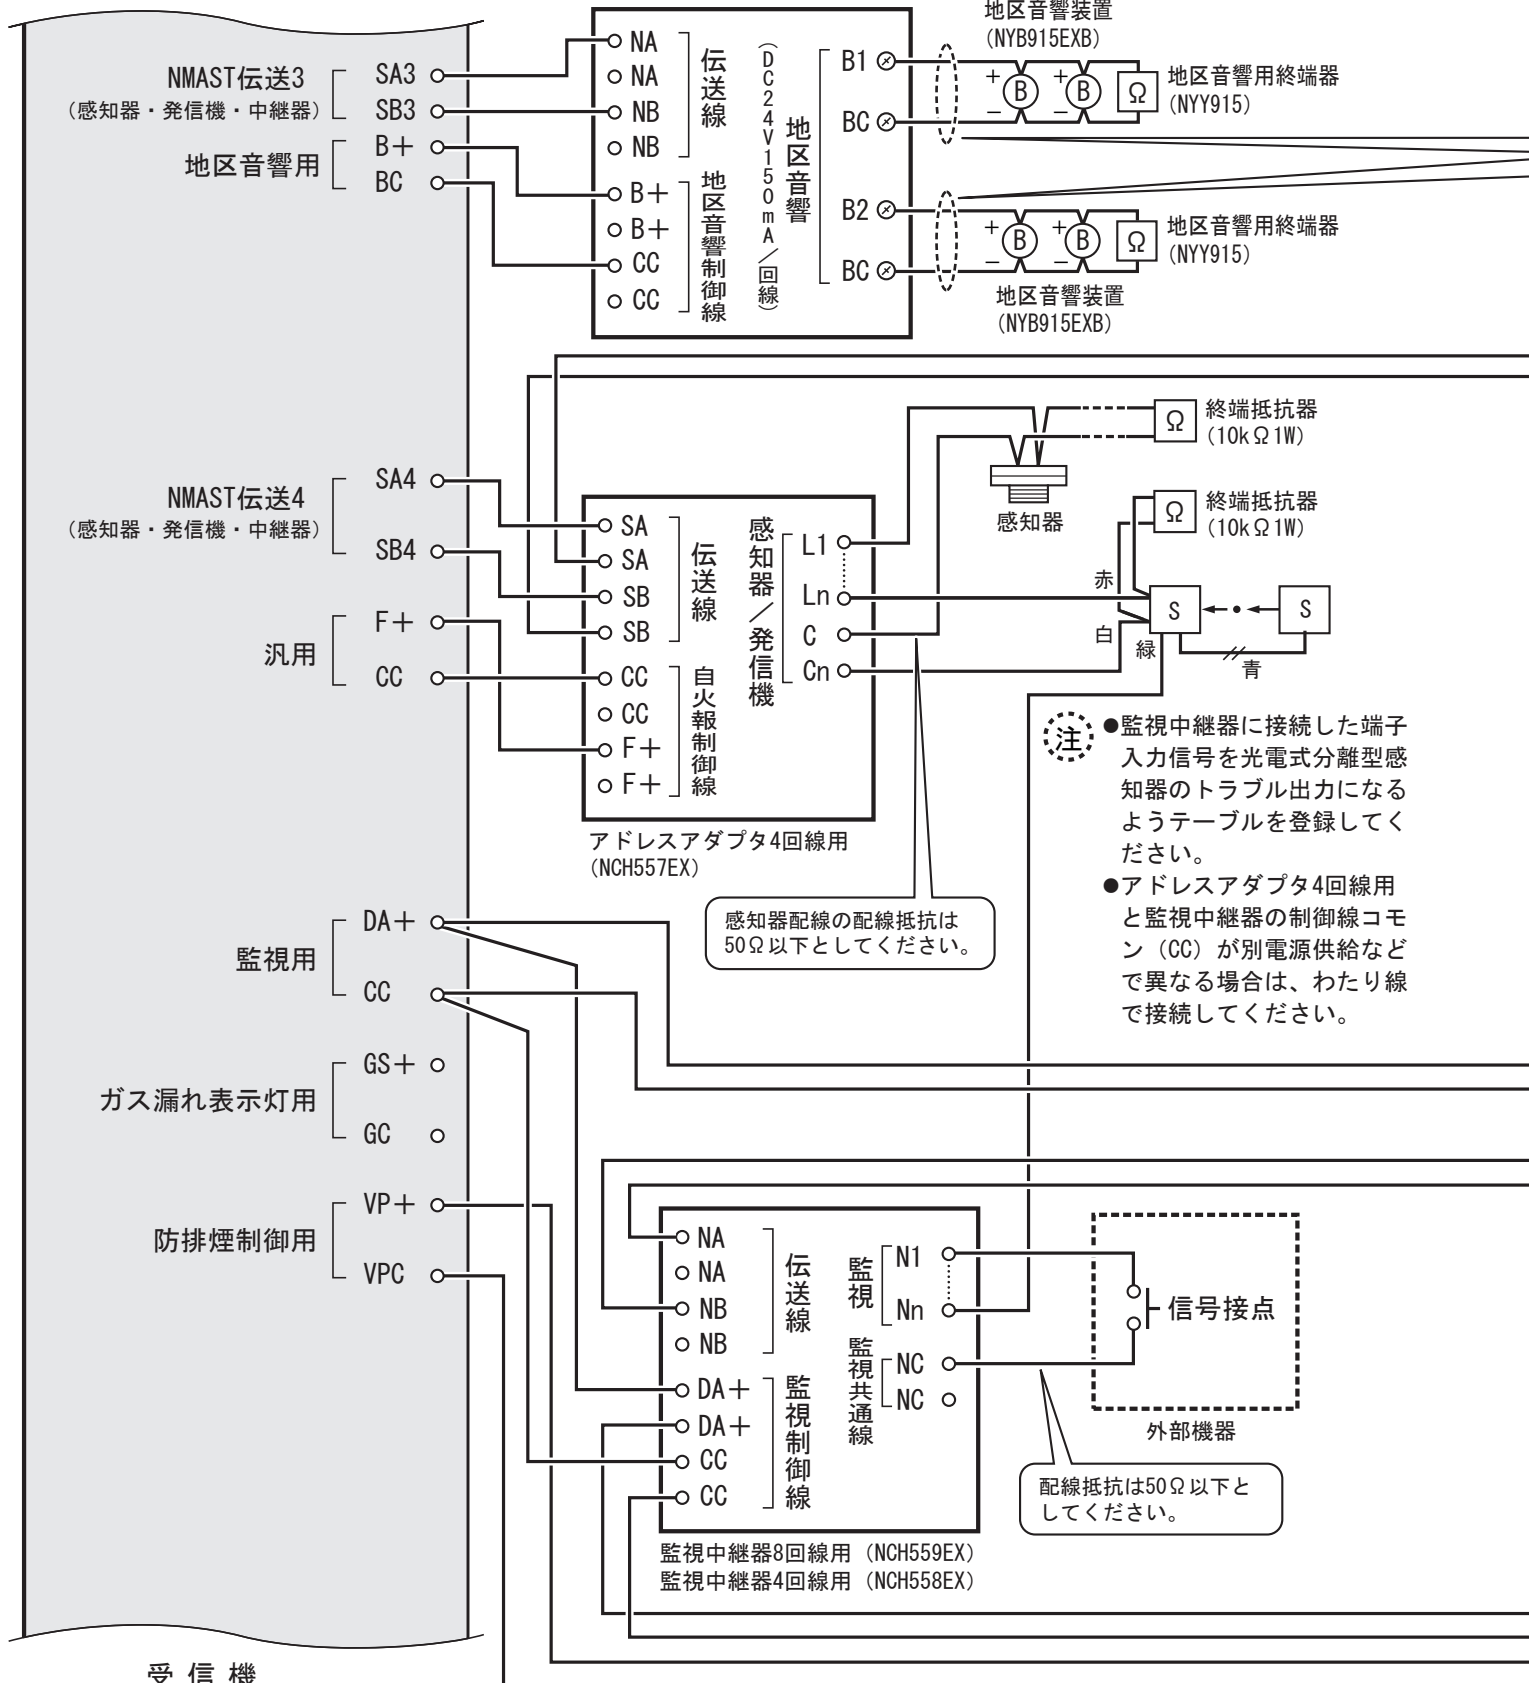 NMAST伝送3
(感知器・発信機・中継器)
SA3
SB3
地区音響用
B+
BC
NA
NA
NB
NB
伝送線
B+
B+
CC
CC
地区音響制御線
(DC24V150mA/回線)
地区音響
B1
BC
B2
BC
地区音響装置
(NYB915EXB)
+
B
−
+
B
−
Ω
地区音響用終端器
(NYY915)
+
B
−
+
B
−
Ω
地区音響用終端器
(NYY915)
地区音響装置
(NYB915EXB)
NMAST伝送4
(感知器・発信機・中継器)
SA4
SB4
汎用
F+
CC
SA
SA
SB
SB
伝送線
CC
CC
F+
F+
自火報制御線
感知器/発信機
L1
Ln
C
Cn
アドレスアダプタ4回線用
(NCH557EX)
感知器
Ω
終端抵抗器
(10kΩ1W)
Ω
終端抵抗器
(10kΩ1W)
赤
白
緑
S
S
青
感知器配線の配線抵抗は
50Ω以下としてください。
注
●監視中継器に接続した端子
入力信号を光電式分離型感
知器のトラブル出力になる
ようテーブルを登録してく
ださい。
●アドレスアダプタ4回線用
と監視中継器の制御線コモ
ン(CC)が別電源供給など
で異なる場合は、わたり線
で接続してください。
監視用
DA+
CC
ガス漏れ表示灯用
GS+
GC
防排煙制御用
VP+
VPC
NA
NA
NB
NB
伝送線
DA+
DA+
CC
CC
監視制御線
監視
N1
Nn
監視共通線
NC
NC
信号接点
外部機器
配線抵抗は50Ω以下と
してください。
監視中継器8回線用(NCH559EX)
監視中継器4回線用(NCH558EX)
受信機